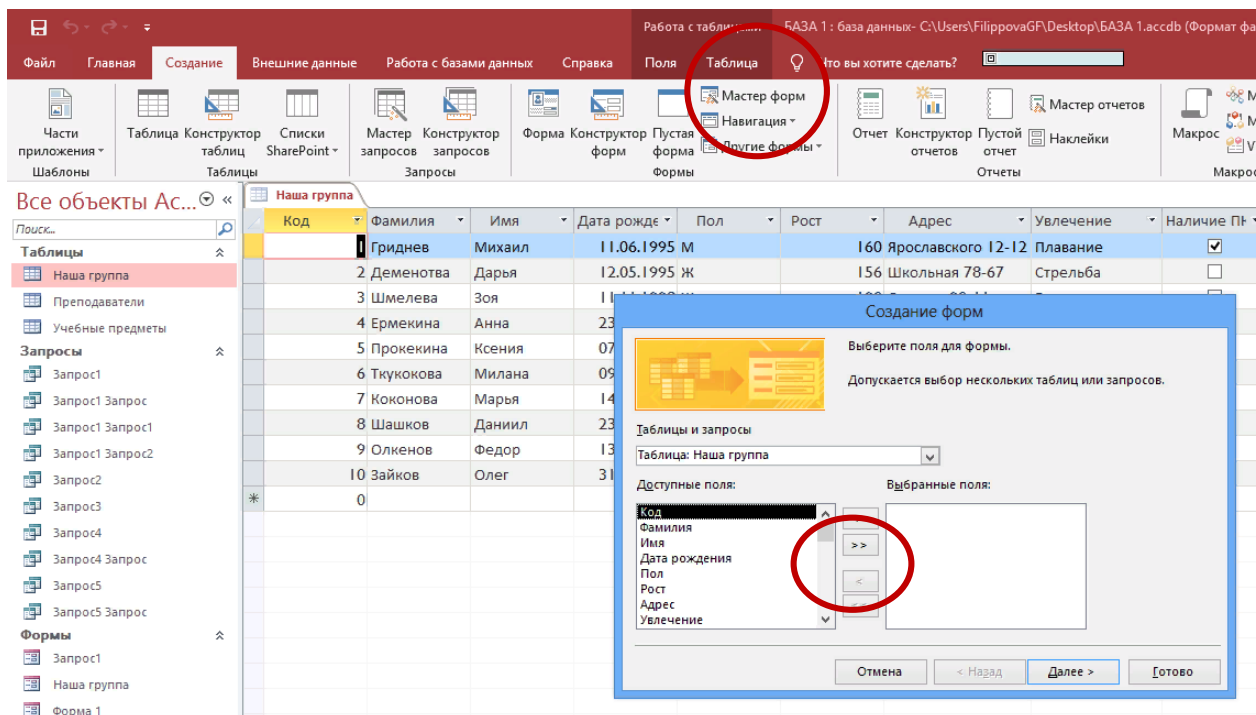 Работа с таблицами БАЗА 1 : база данных- C:\Users\FilippovaGF\Desktop\БАЗА 1.accdb (Формат фа
Файл Главная Создание Внешние данные Работа с базами данных Справка Поля Таблица Что вы хотите сделать?
Мастер форм
Навигация
Другие формы
Мастер отчетов
Наклейки
Части приложения
Таблица
Конструктор таблиц
Списки SharePoint
Мастер запросов
Конструктор запросов
Форма
Конструктор форм
Пустая форма
Отчет
Конструктор отчетов
Пустой отчет
Макрос
Шаблоны Таблицы Запросы Формы Отчеты Макрос
Все объекты Ac...
Поиск...
Таблицы
Наша группа
Преподаватели
Учебные предметы
Запросы
Запрос1
Запрос1 Запрос
Запрос1 Запрос1
Запрос1 Запрос2
Запрос2
Запрос3
Запрос4
Запрос4 Запрос
Запрос5
Запрос5 Запрос
Формы
Запрос1
Наша группа
Форма 1
Наша группа
Код Фамилия Имя Дата рожде Пол Рост Адрес Увлечение Наличие ПК
1 Гриднев Михаил 11.06.1995 М 160 Ярославского 12-12 Плавание
2 Деменотва Дарья 12.05.1995 Ж 156 Школьная 78-67 Стрельба
3 Шмелева Зоя
4 Ермекина Анна 23
5 Прокекина Ксения 07
6 Ткукокова Милана 09
7 Коконова Марья 14
8 Шашков Даниил 23
9 Олкенов Федор 13
10 Зайков Олег 31
* 0
Создание форм
Выберите поля для формы.
Допускается выбор нескольких таблиц или запросов.
Таблицы и запросы
Таблица: Наша группа
Доступные поля: Выбранные поля:
Код
Фамилия
Имя
Дата рождения
Пол
Рост
Адрес
Увлечение
>>
<
Отмена < Назад Далее > Готово